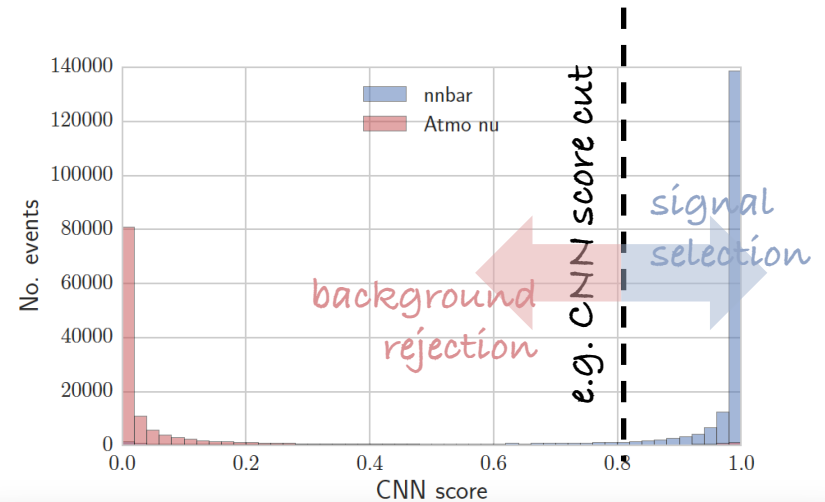 140000
120000
100000
80000
60000
40000
20000
0
No. events
nnbar
Atmo nu
e.g. CNN score cut
signal
selection
background
rejection
0.0 0.2 0.4 0.6 0.8 1.0
CNN score